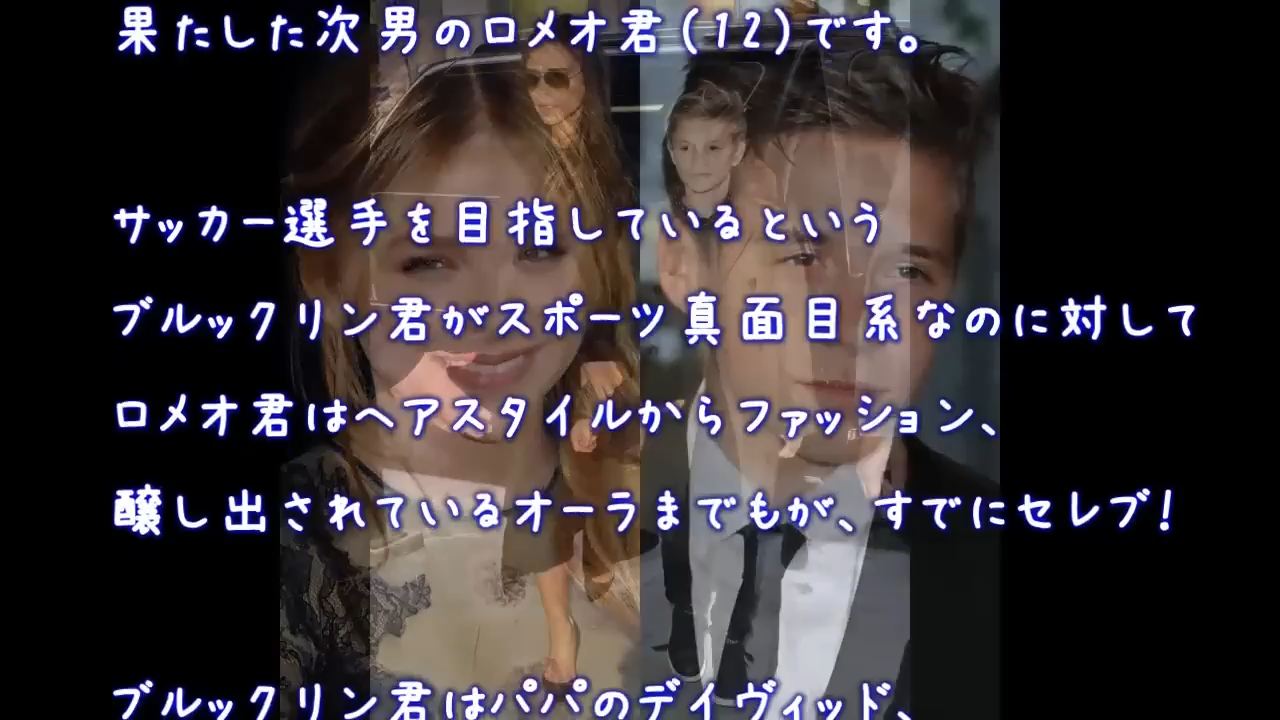 果たした次男のロメオ君(12)です。
サッカー選手を目指しているという
ブルックリン君がスポーツ真面目系なのに対して
ロメオ君はヘアスタイルからファッション、
醸し出されているオーラまでもが、すでにセレブ!
ブルックリン君はパパのデイヴィッド、